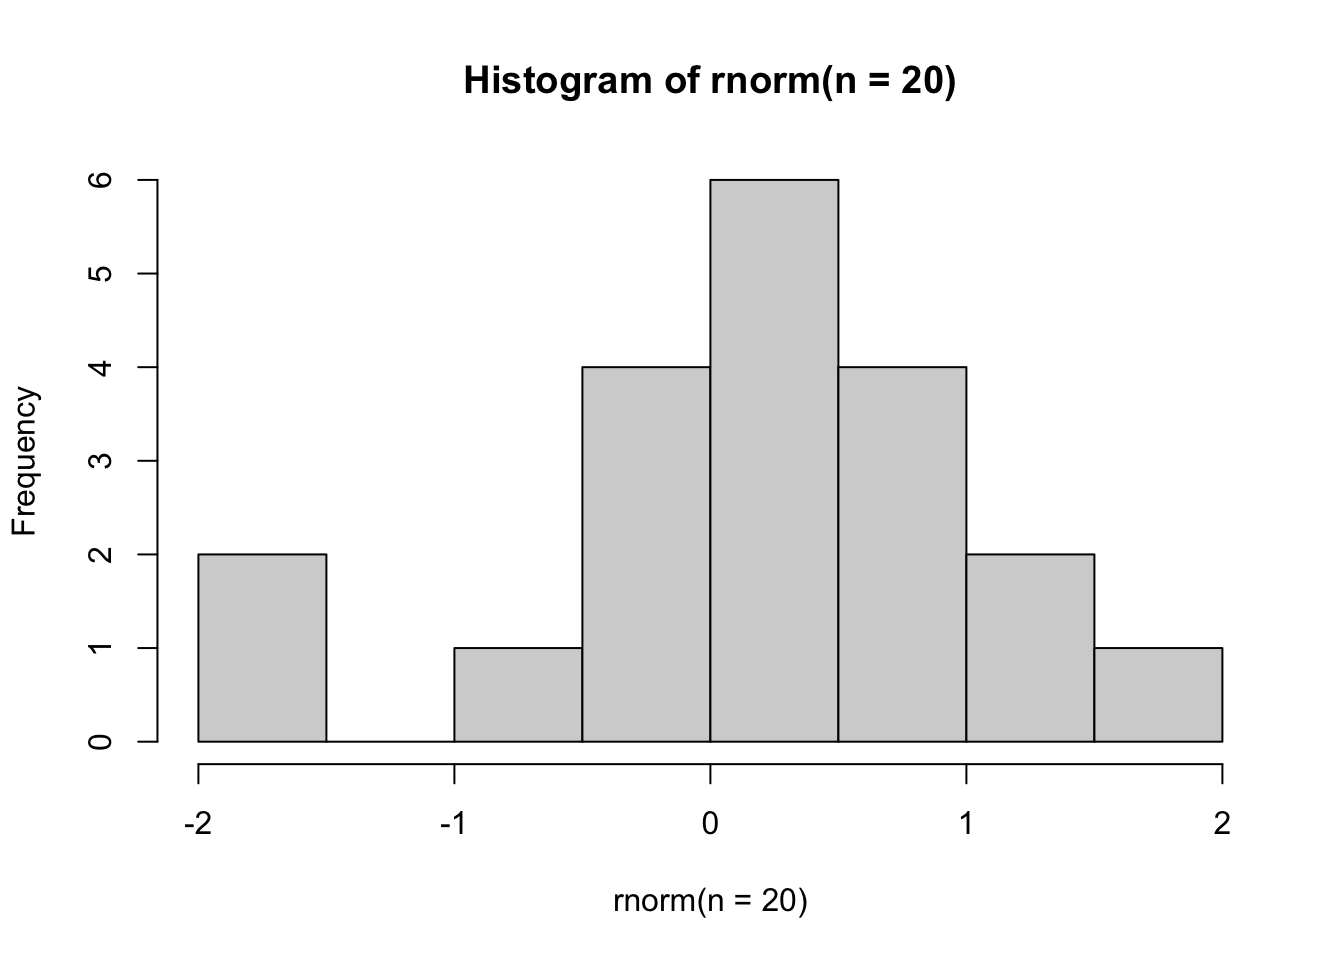 Histogram of rnorm(n = 20)
6
5
4
3
2
1
0
Frequency
-2 -1 0 1 2
rnorm(n = 20)